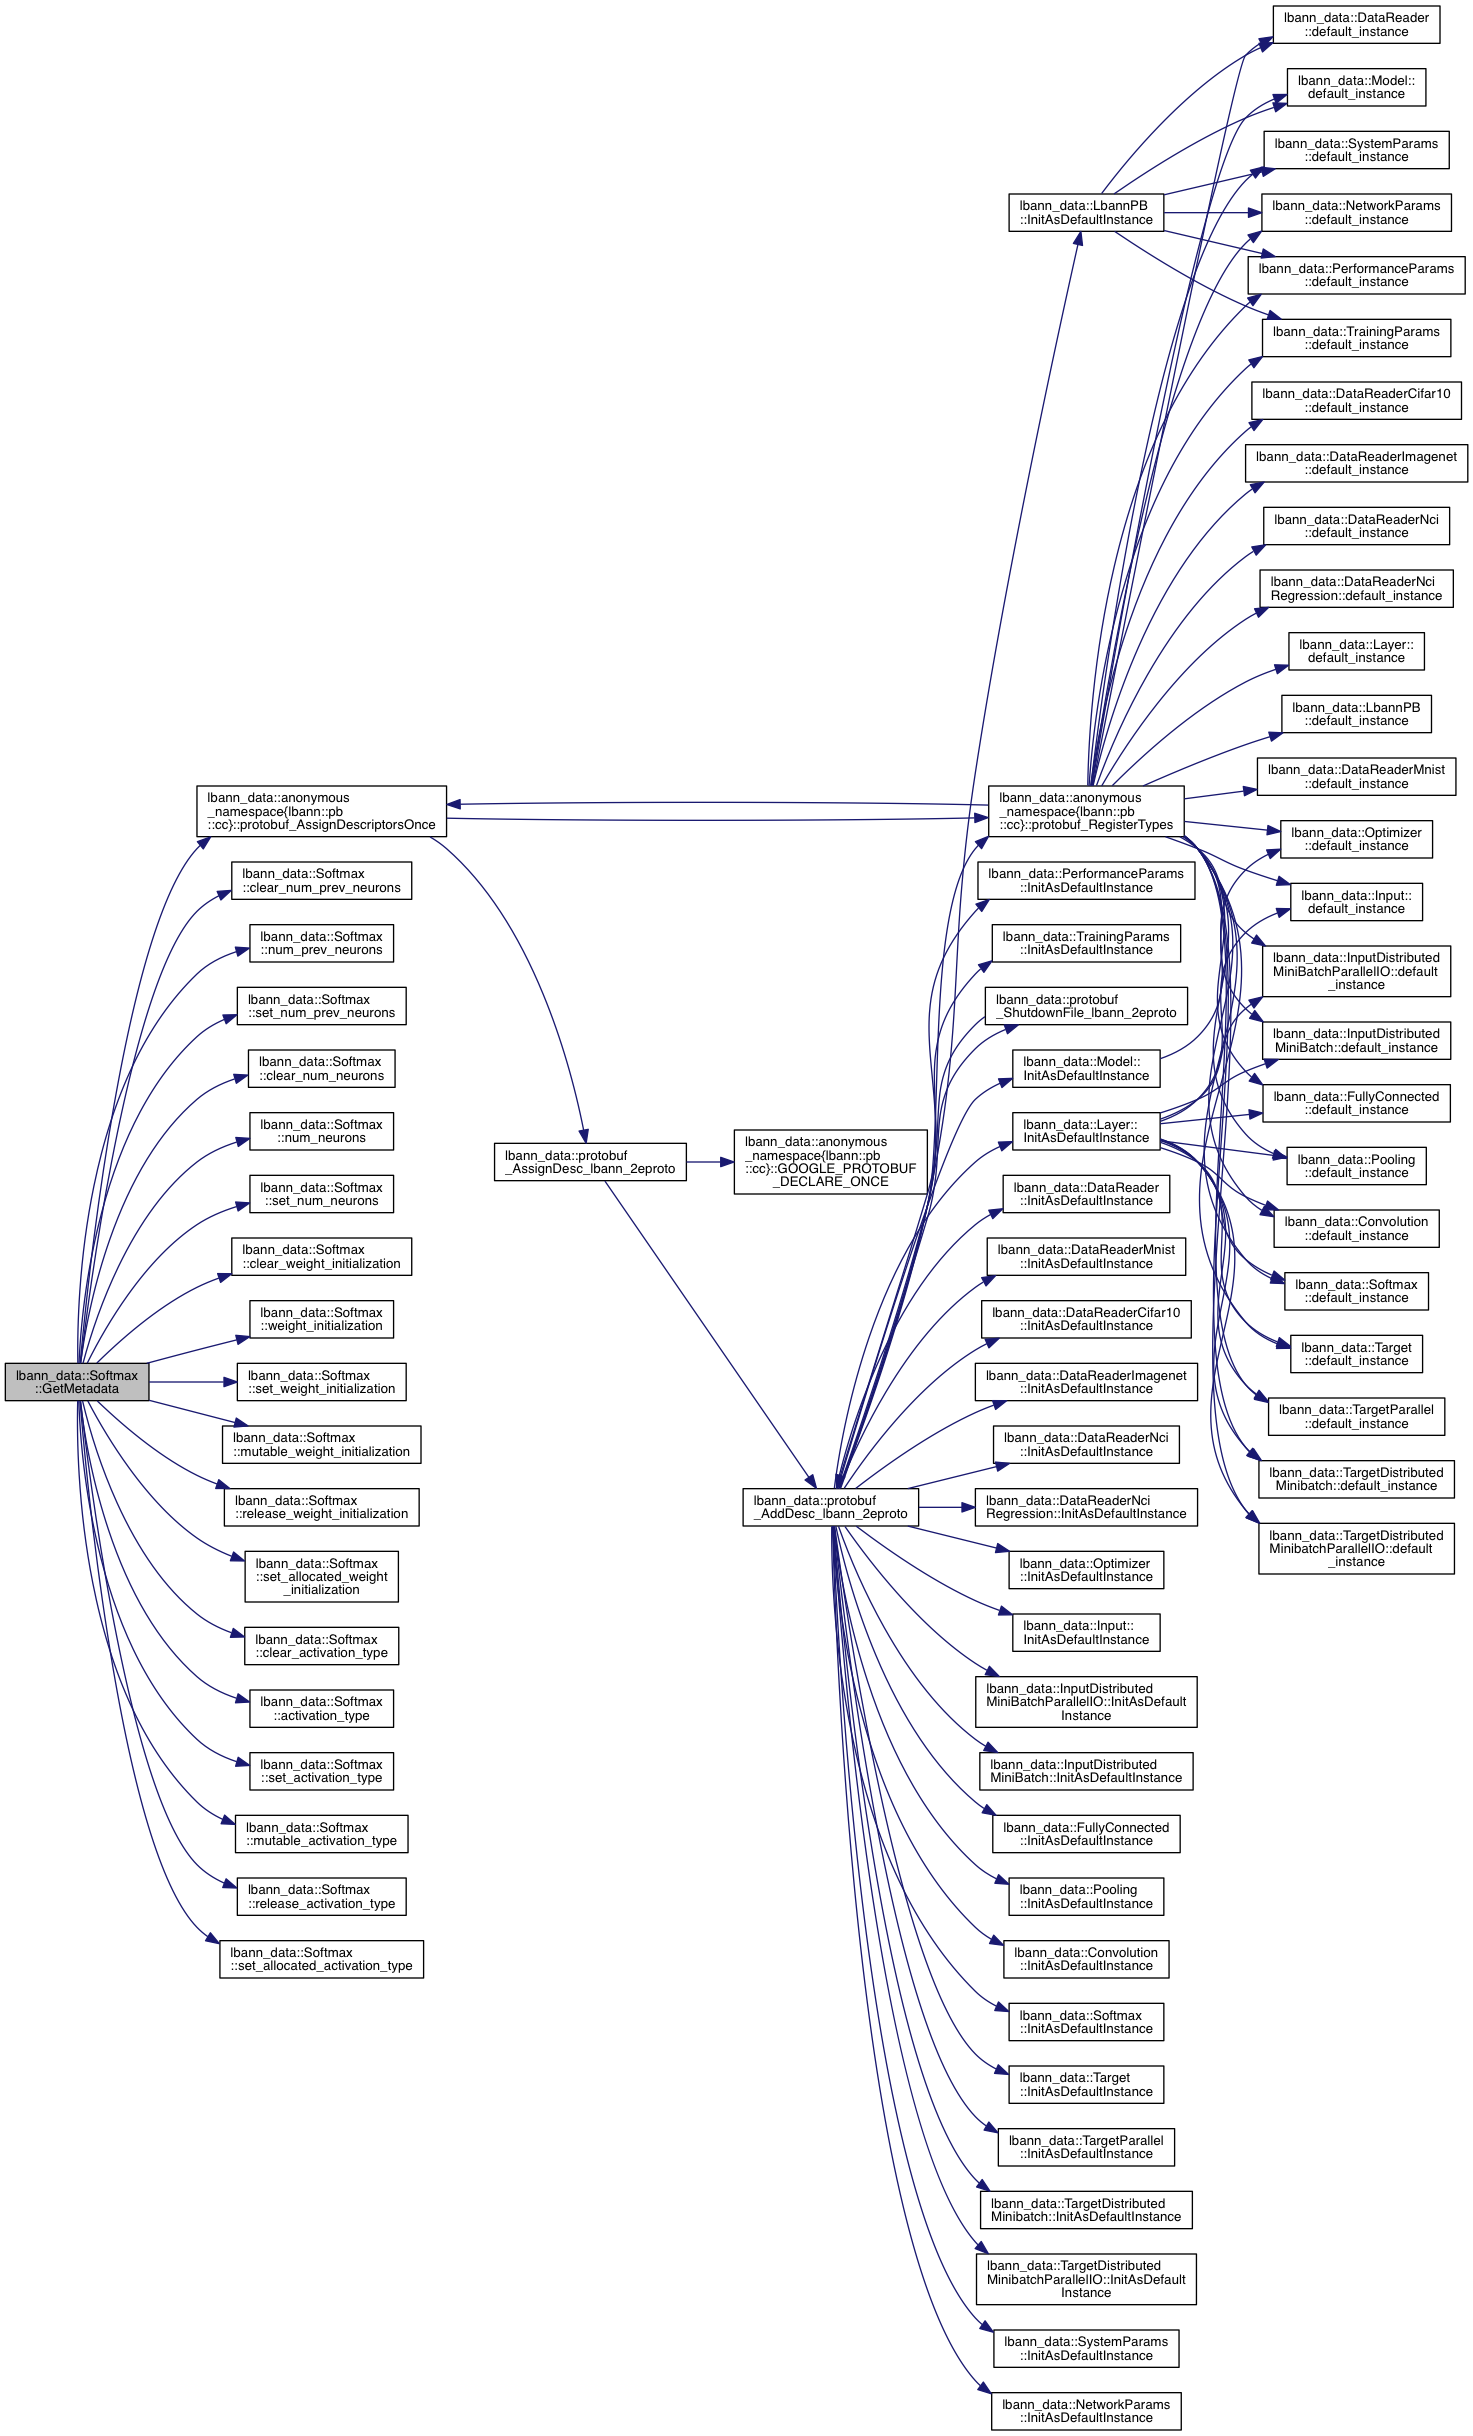 lbann_data::Softmax
::GetMetadata
lbann_data::anonymous
_namespace{lbann::pb
::cc}::protobuf_AssignDescriptorsOnce
lbann_data::Softmax
::clear_num_prev_neurons
lbann_data::Softmax
::num_prev_neurons
lbann_data::Softmax
::set_num_prev_neurons
lbann_data::Softmax
::clear_num_neurons
lbann_data::Softmax
::num_neurons
lbann_data::Softmax
::set_num_neurons
lbann_data::Softmax
::clear_weight_initialization
lbann_data::Softmax
::weight_initialization
lbann_data::Softmax
::set_weight_initialization
lbann_data::Softmax
::mutable_weight_initialization
lbann_data::Softmax
::release_weight_initialization
lbann_data::Softmax
::set_allocated_weight
_initialization
lbann_data::Softmax
::clear_activation_type
lbann_data::Softmax
::activation_type
lbann_data::Softmax
::set_activation_type
lbann_data::Softmax
::mutable_activation_type
lbann_data::Softmax
::release_activation_type
lbann_data::Softmax
::set_allocated_activation_type
lbann_data::protobuf
_AssignDesc_lbann_2eproto
lbann_data::anonymous
_namespace{lbann::pb
::cc}::GOOGLE_PROTOBUF
_DECLARE_ONCE
lbann_data::protobuf
_AddDesc_lbann_2eproto
lbann_data::LbannPB
::InitAsDefaultInstance
lbann_data::anonymous
_namespace{lbann::pb
::cc}::protobuf_RegisterTypes
lbann_data::PerformanceParams
::InitAsDefaultInstance
lbann_data::TrainingParams
::InitAsDefaultInstance
lbann_data::protobuf
_ShutdownFile_lbann_2eproto
lbann_data::Model::
InitAsDefaultInstance
lbann_data::Layer::
InitAsDefaultInstance
lbann_data::DataReader
::InitAsDefaultInstance
lbann_data::DataReaderMnist
::InitAsDefaultInstance
lbann_data::DataReaderCifar10
::InitAsDefaultInstance
lbann_data::DataReaderImagenet
::InitAsDefaultInstance
lbann_data::DataReaderNci
::InitAsDefaultInstance
lbann_data::DataReaderNci
Regression::InitAsDefaultInstance
lbann_data::Optimizer
::InitAsDefaultInstance
lbann_data::Input::
InitAsDefaultInstance
lbann_data::InputDistributed
MiniBatchParallelIO::InitAsDefault
Instance
lbann_data::InputDistributed
MiniBatch::InitAsDefaultInstance
lbann_data::FullyConnected
::InitAsDefaultInstance
lbann_data::Pooling
::InitAsDefaultInstance
lbann_data::Convolution
::InitAsDefaultInstance
lbann_data::Softmax
::InitAsDefaultInstance
lbann_data::Target
::InitAsDefaultInstance
lbann_data::TargetParallel
::InitAsDefaultInstance
lbann_data::TargetDistributed
Minibatch::InitAsDefaultInstance
lbann_data::TargetDistributed
MinibatchParallelIO::InitAsDefault
Instance
lbann_data::SystemParams
::InitAsDefaultInstance
lbann_data::NetworkParams
::InitAsDefaultInstance
lbann_data::DataReader
::default_instance
lbann_data::Model::
default_instance
lbann_data::SystemParams
::default_instance
lbann_data::NetworkParams
::default_instance
lbann_data::PerformanceParams
::default_instance
lbann_data::TrainingParams
::default_instance
lbann_data::DataReaderCifar10
::default_instance
lbann_data::DataReaderImagenet
::default_instance
lbann_data::DataReaderNci
::default_instance
lbann_data::DataReaderNci
Regression::default_instance
lbann_data::Layer::
default_instance
lbann_data::LbannPB
::default_instance
lbann_data::DataReaderMnist
::default_instance
lbann_data::Optimizer
::default_instance
lbann_data::Input::
default_instance
lbann_data::InputDistributed
MiniBatchParallelIO::default
_instance
lbann_data::InputDistributed
MiniBatch::default_instance
lbann_data::FullyConnected
::default_instance
lbann_data::Pooling
::default_instance
lbann_data::Convolution
::default_instance
lbann_data::Softmax
::default_instance
lbann_data::Target
::default_instance
lbann_data::TargetParallel
::default_instance
lbann_data::TargetDistributed
Minibatch::default_instance
lbann_data::TargetDistributed
MinibatchParallelIO::default
_instance